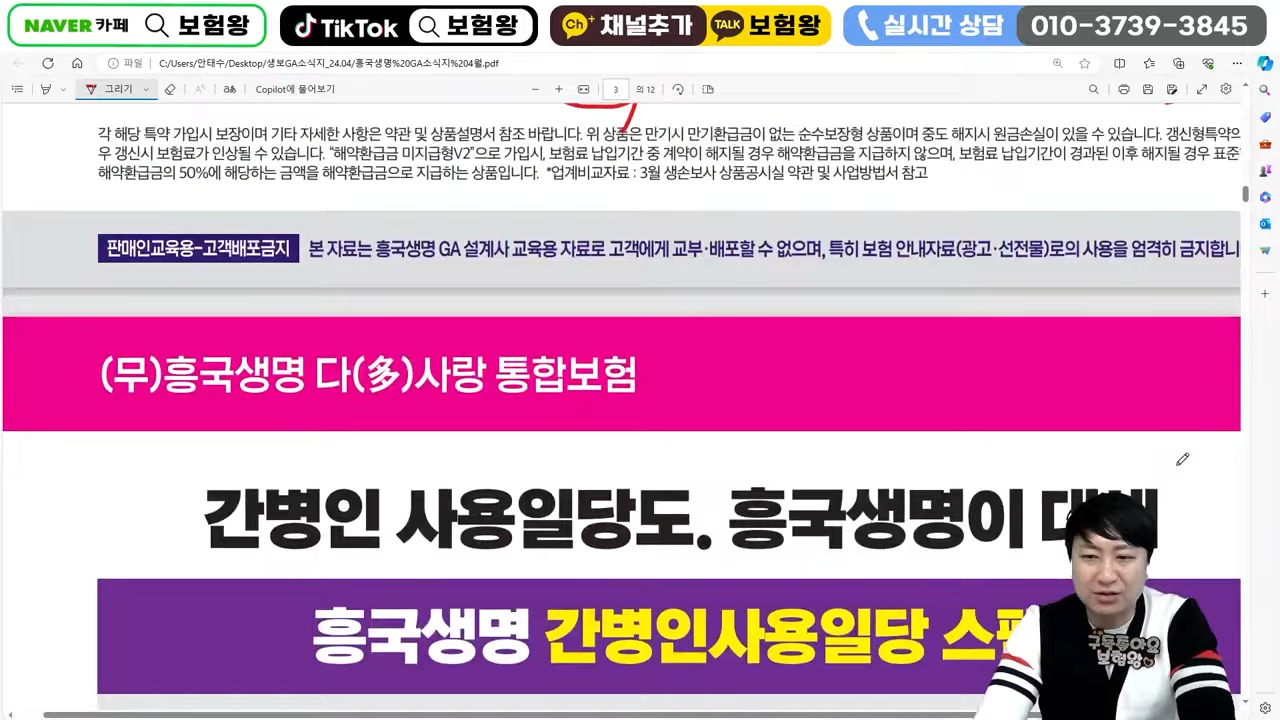 NAVER 카페 보험왕
TikTok 보험왕
Ch+ 채널추가 TALK 보험왕
실시간 상담 010-3739-3845
파일 C:/Users/안태수/Desktop/생보GA소식지_24.04/흥국생명%20GA소식지%204월.pdf
그리기 가あ Copilot에 물어보기 3 의 12
각 해당 특약 가입시 보장이며 기타 자세한 사항은 약관 및 상품설명서 참조 바랍니다. 위 상품은 만기시 만기환급금이 없는 순수보장형 상품이며 중도 해지시 원금손실이 있을 수 있습니다. 갱신형특약의
우 갱신시 보험료가 인상될 수 있습니다. "해약환급금 미지급형V2"으로 가입시, 보험료 납입기간 중 계약이 해지될 경우 해약환급금을 지급하지 않으며, 보험료 납입기간이 경과된 이후 해지될 경우 표준
해약환급금의 50%에 해당하는 금액을 해약환급금으로 지급하는 상품입니다. *업계비교자료 : 3월 생손보사 상품공시실 약관 및 사업방법서 참고
판매인교육용-고객배포금지 본 자료는 흥국생명 GA 설계사 교육용 자료로 고객에게 교부·배포할 수 없으며, 특히 보험 안내자료(광고·선전물)로의 사용을 엄격히 금지합니
(무)흥국생명 다(多)사랑 통합보험
간병인 사용일당도. 흥국생명이
흥국생명 간병인사용일당
구독좋아요
보험왕